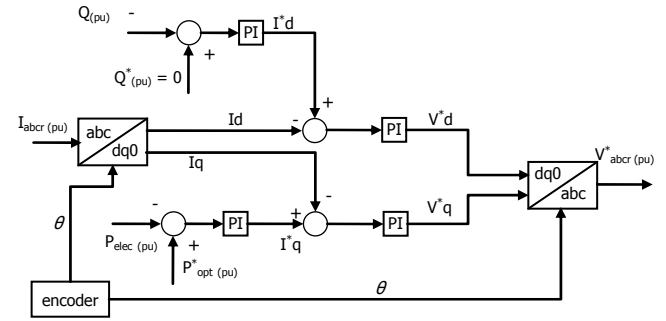 Q(pu)
-
PI
I*d
+
Q*(pu) = 0
+
Iabcr (pu)
abc
dq0
Id
-
PI
V*d
Iq
V*abcr (pu)
dq0
abc
-
-
θ
PI
+
PI
V*q
Pelec (pu)
+
I*q
P*opt (pu)
encoder
θ